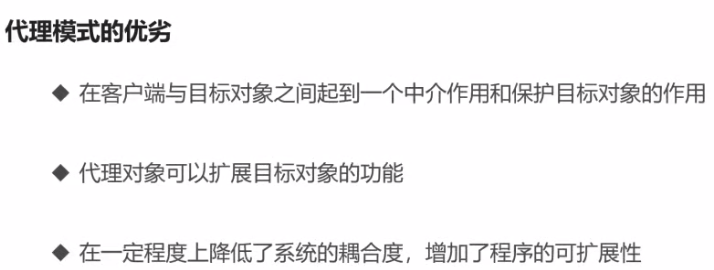 代理模式的优劣
◆ 在客户端与目标对象之间起到一个中介作用和保护目标对象的作用
◆ 代理对象可以扩展目标对象的功能
◆ 在一定程度上降低了系统的耦合度，增加了程序的可扩展性